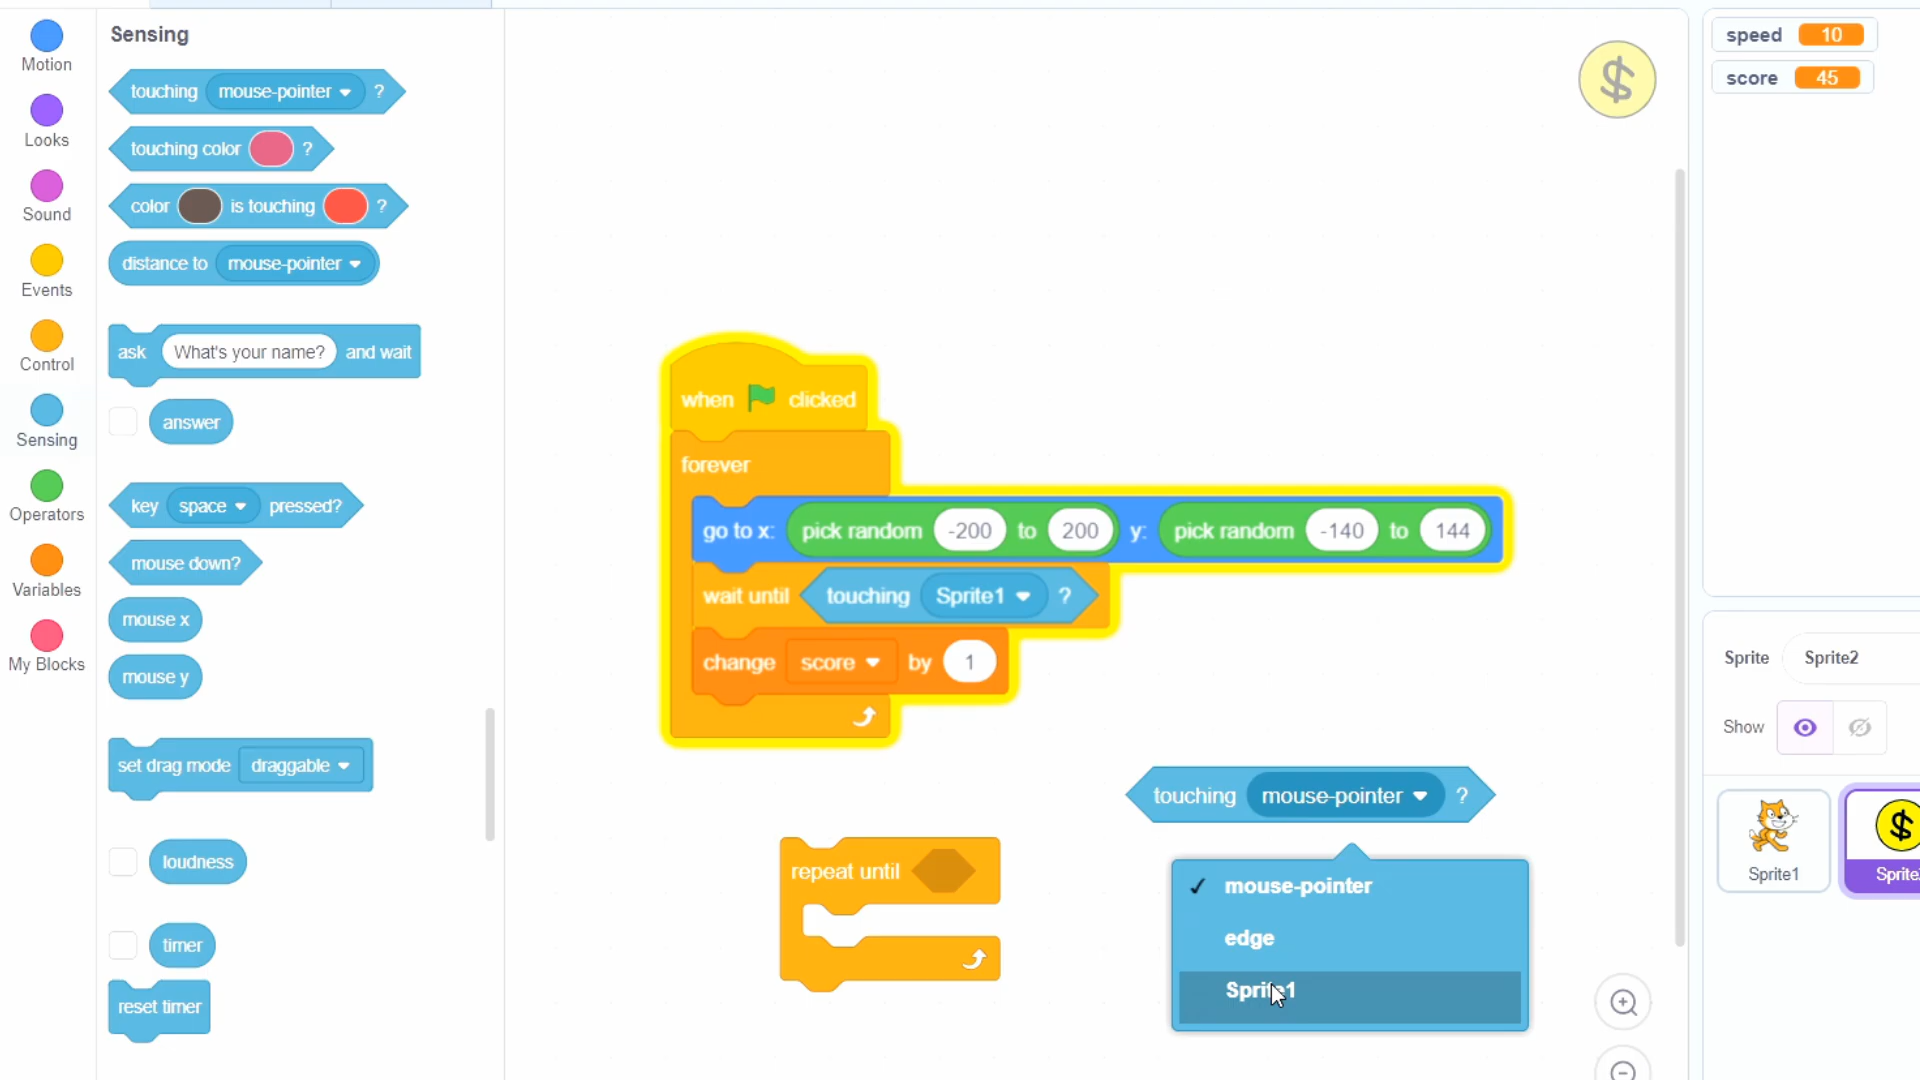 Motion
Looks
Sound
Events
Control
Sensing
Operators
Variables
My Blocks
Sensing
touching mouse-pointer ?
touching color ?
color is touching ?
distance to mouse-pointer
ask What's your name? and wait
answer
key space pressed?
mouse down?
mouse x
mouse y
set drag mode draggable
loudness
timer
reset timer
$
when clicked
forever
go to x: pick random -200 to 200 y: pick random -140 to 144
wait until touching Sprite1 ?
change score by 1
repeat until
touching mouse-pointer ?
✓ mouse-pointer
edge
Sprite1
speed 10
score 45
Sprite Sprite2
Show
Sprite1
$